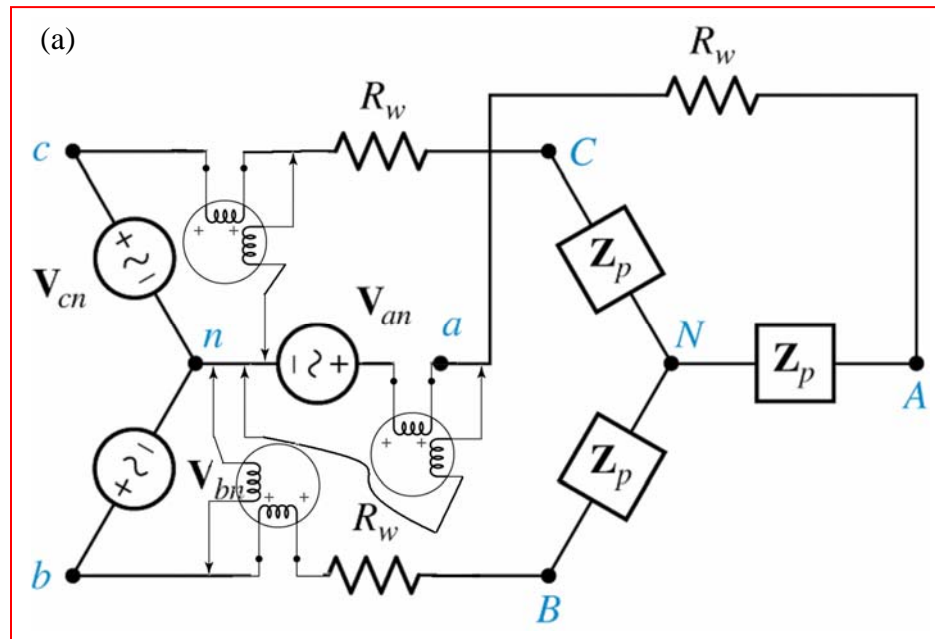 (a)
R_w
R_w
c
C
+
−
V_cn
+ +
Z_p
V_an
n
a
N
− +
Z_p
A
−
+
V_bn
+ +
+ +
Z_p
R_w
b
B